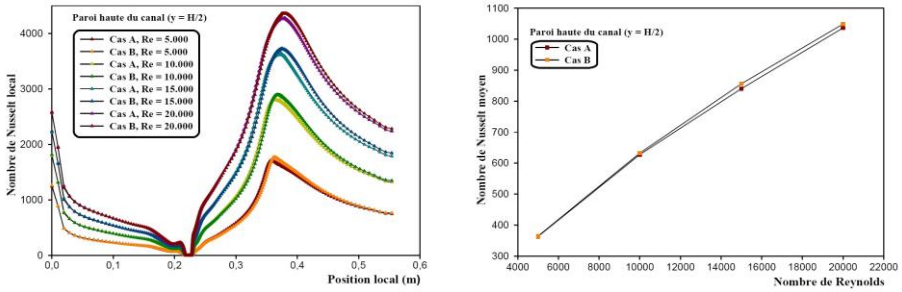 Paroi haute du canal (y = H/2)
Cas A, Re = 5.000
Cas B, Re = 5.000
Cas A, Re = 10.000
Cas B, Re = 10.000
Cas A, Re = 15.000
Cas B, Re = 15.000
Cas A, Re = 20.000
Cas B, Re = 20.000
Nombre de Nusselt local
4000
3000
2000
1000
0
0,0 0,1 0,2 0,3 0,4 0,5 0,6
Position local (m)
Paroi haute du canal (y = H/2)
Cas A
Cas B
Nombre de Nusselt moyen
1100
1000
900
800
700
600
500
400
300
4000 6000 8000 10000 12000 14000 16000 18000 20000 22000
Nombre de Reynolds